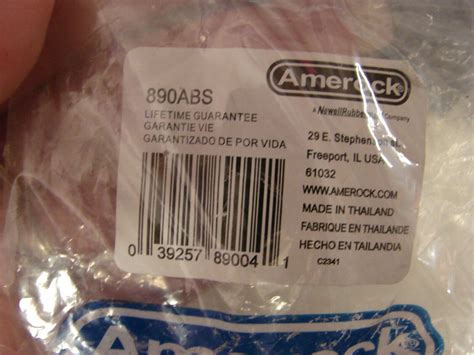 Amerock
890ABS
A NewellRubbermaid Company
LIFETIME GUARANTEE
GARANTIE VIE
GARANTIZADO DE POR VIDA
29 E. Stephenson St.
Freeport, IL USA
61032
WWW.AMEROCK.COM
MADE IN THAILAND
FABRIQUE EN THAILANDE
HECHO EN TAILANDIA
C2341
0 39257 89004 1
Amerock